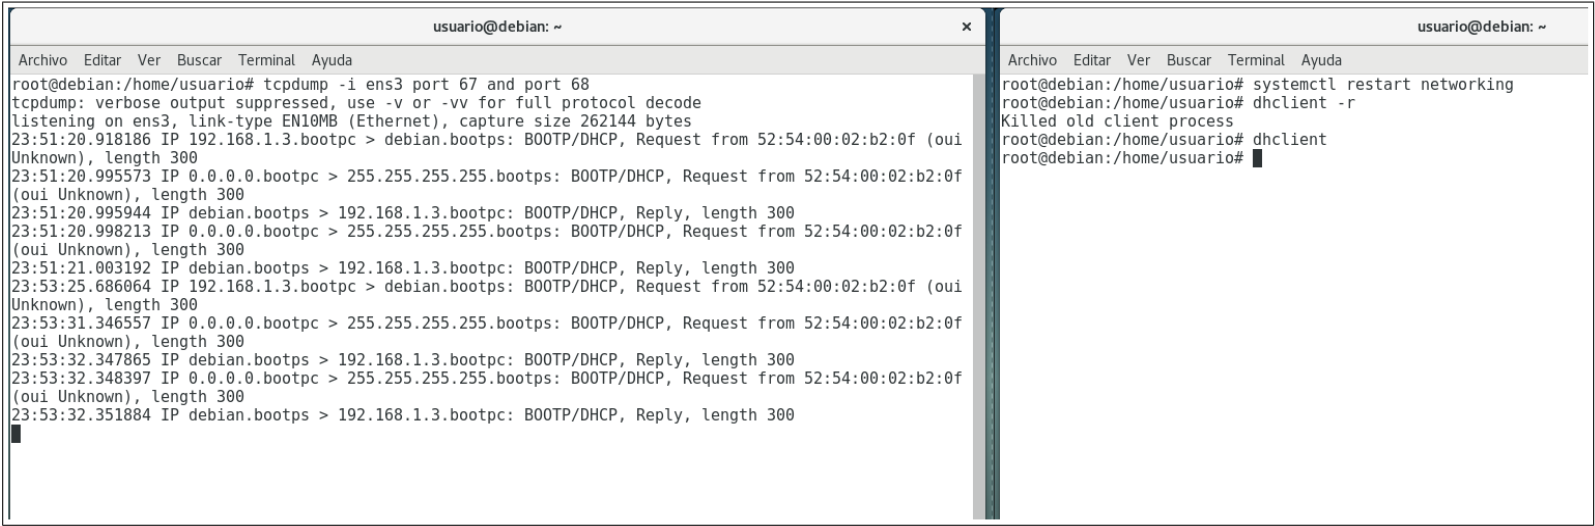 usuario@debian: ~
×
Archivo Editar Ver Buscar Terminal Ayuda
root@debian:/home/usuario# tcpdump -i ens3 port 67 and port 68
tcpdump: verbose output suppressed, use -v or -vv for full protocol decode
listening on ens3, link-type EN10MB (Ethernet), capture size 262144 bytes
23:51:20.918186 IP 192.168.1.3.bootpc > debian.bootps: BOOTP/DHCP, Request from 52:54:00:02:b2:0f (oui
Unknown), length 300
23:51:20.995573 IP 0.0.0.0.bootpc > 255.255.255.255.bootps: BOOTP/DHCP, Request from 52:54:00:02:b2:0f
(oui Unknown), length 300
23:51:20.995944 IP debian.bootps > 192.168.1.3.bootpc: BOOTP/DHCP, Reply, length 300
23:51:20.998213 IP 0.0.0.0.bootpc > 255.255.255.255.bootps: BOOTP/DHCP, Request from 52:54:00:02:b2:0f
(oui Unknown), length 300
23:51:21.003192 IP debian.bootps > 192.168.1.3.bootpc: BOOTP/DHCP, Reply, length 300
23:53:25.686064 IP 192.168.1.3.bootpc > debian.bootps: BOOTP/DHCP, Request from 52:54:00:02:b2:0f (oui
Unknown), length 300
23:53:31.346557 IP 0.0.0.0.bootpc > 255.255.255.255.bootps: BOOTP/DHCP, Request from 52:54:00:02:b2:0f
(oui Unknown), length 300
23:53:32.347865 IP debian.bootps > 192.168.1.3.bootpc: BOOTP/DHCP, Reply, length 300
23:53:32.348397 IP 0.0.0.0.bootpc > 255.255.255.255.bootps: BOOTP/DHCP, Request from 52:54:00:02:b2:0f
(oui Unknown), length 300
23:53:32.351884 IP debian.bootps > 192.168.1.3.bootpc: BOOTP/DHCP, Reply, length 300
usuario@debian: ~
Archivo Editar Ver Buscar Terminal Ayuda
root@debian:/home/usuario# systemctl restart networking
root@debian:/home/usuario# dhclient -r
Killed old client process
root@debian:/home/usuario# dhclient
root@debian:/home/usuario#